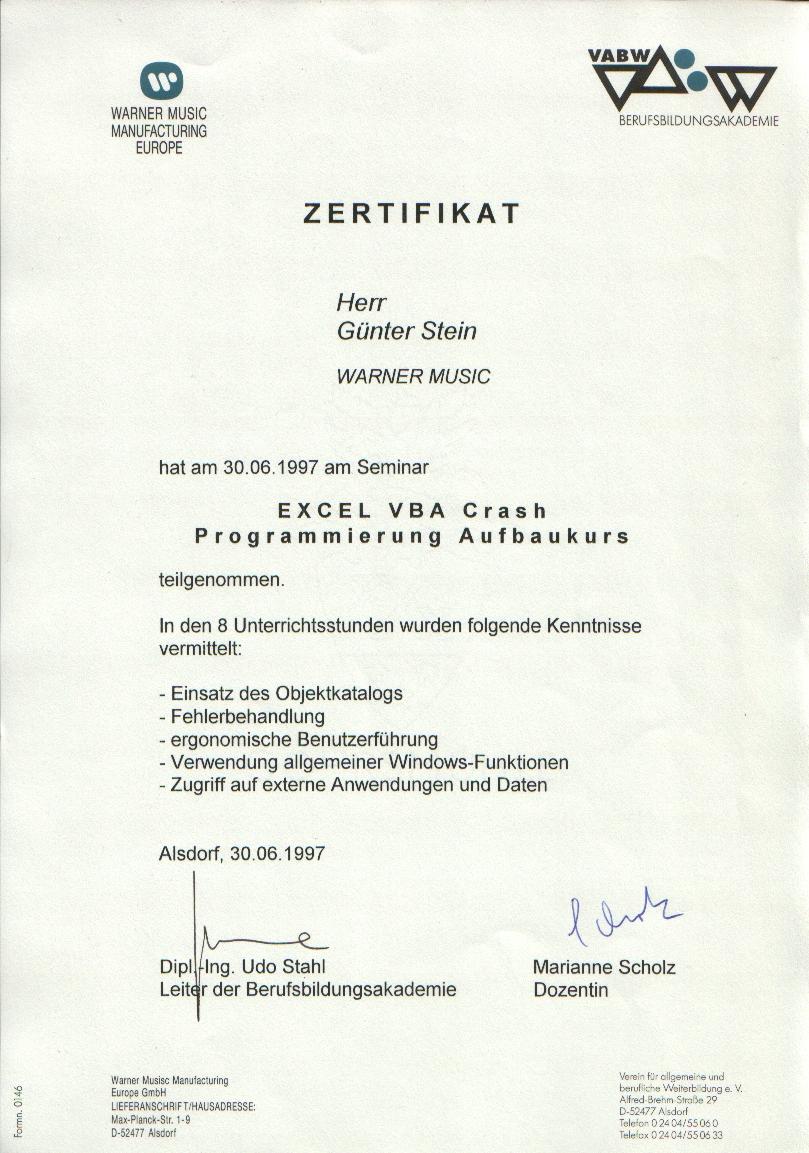 WARNER MUSIC
MANUFACTURING
EUROPE
VABW
BERUFSBILDUNGSAKADEMIE
ZERTIFIKAT
Herr
Günter Stein
WARNER MUSIC
hat am 30.06.1997 am Seminar
EXCEL VBA Crash
Programmierung Aufbaukurs
teilgenommen.
In den 8 Unterrichtsstunden wurden folgende Kenntnisse
vermittelt:
- Einsatz des Objektkatalogs
- Fehlerbehandlung
- ergonomische Benutzerführung
- Verwendung allgemeiner Windows-Funktionen
- Zugriff auf externe Anwendungen und Daten
Alsdorf, 30.06.1997
Scholz
Dipl.-Ing. Udo Stahl
Leiter der Berufsbildungsakademie
Marianne Scholz
Dozentin
Formn. 0146
Warner Musisc Manufacturing
Europe GmbH
LIEFERANSCHRIFT/HAUSADRESSE:
Max-Planck-Str. 1-9
D-52477 Alsdorf
Verein für allgemeine und
berufliche Weiterbildung e. V.
Alfred-Brehm-Straße 29
D-52477 Alsdorf
Telefon 0 24 04/55 06 0
Telefax 0 24 04/55 06 33